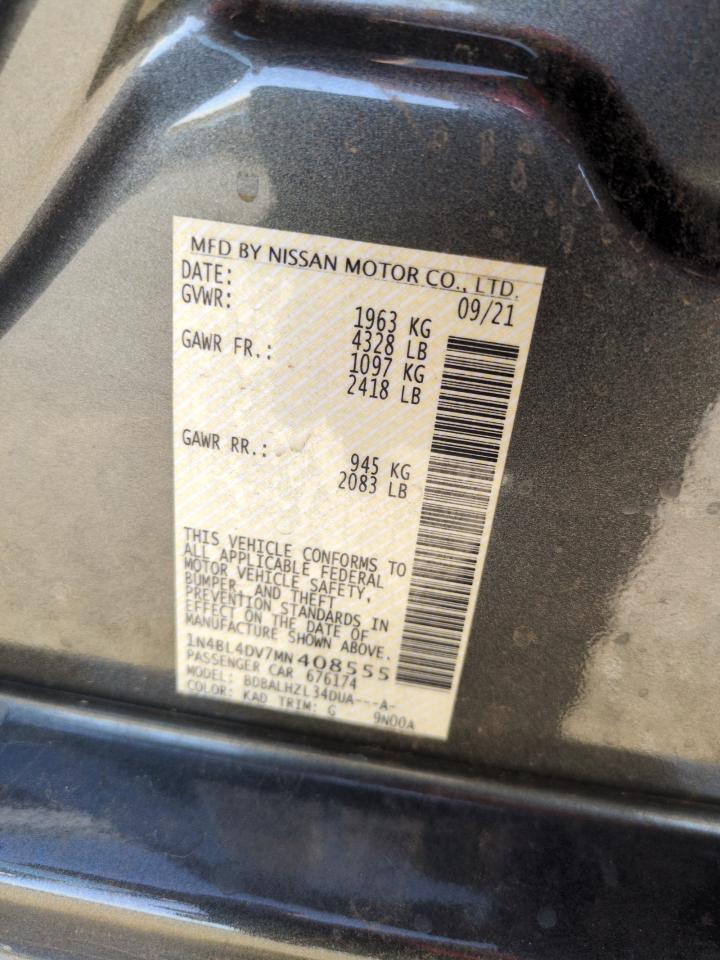 MFD BY NISSAN MOTOR CO., LTD.
DATE: 09/21
GVWR: 1963 KG
4328 LB
GAWR FR.: 1097 KG
2418 LB
GAWR RR.: 945 KG
2083 LB
THIS VEHICLE CONFORMS TO
ALL APPLICABLE FEDERAL
MOTOR VEHICLE SAFETY,
BUMPER, AND THEFT
PREVENTION STANDARDS IN
EFFECT ON THE DATE OF
MANUFACTURE SHOWN ABOVE.
1N4BL4DV7MN408555
PASSENGER CAR 676174
MODEL: BDBALHZL34DUA---A-
COLOR: KAD TRIM: G 9N00A